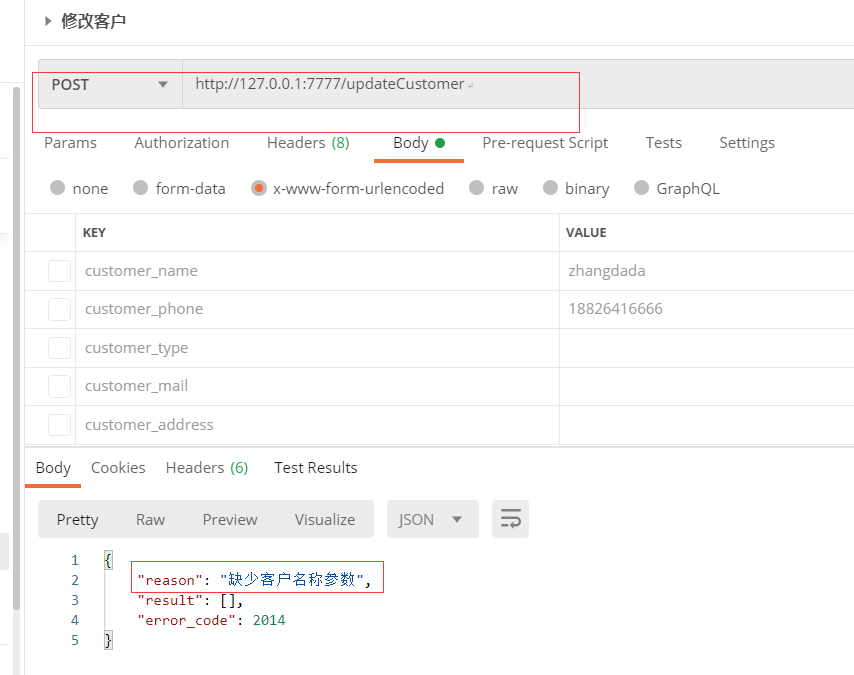 修改客户
POST http://127.0.0.1:7777/updateCustomer
Params Authorization Headers (8) Body Pre-request Script Tests Settings
none form-data x-www-form-urlencoded raw binary GraphQL
KEY VALUE
customer_name zhangdada
customer_phone 18826416666
customer_type
customer_mail
customer_address
Body Cookies Headers (6) Test Results
Pretty Raw Preview Visualize JSON
1 {
2 "reason": "缺少客户名称参数",
3 "result": [],
4 "error_code": 2014
5 }